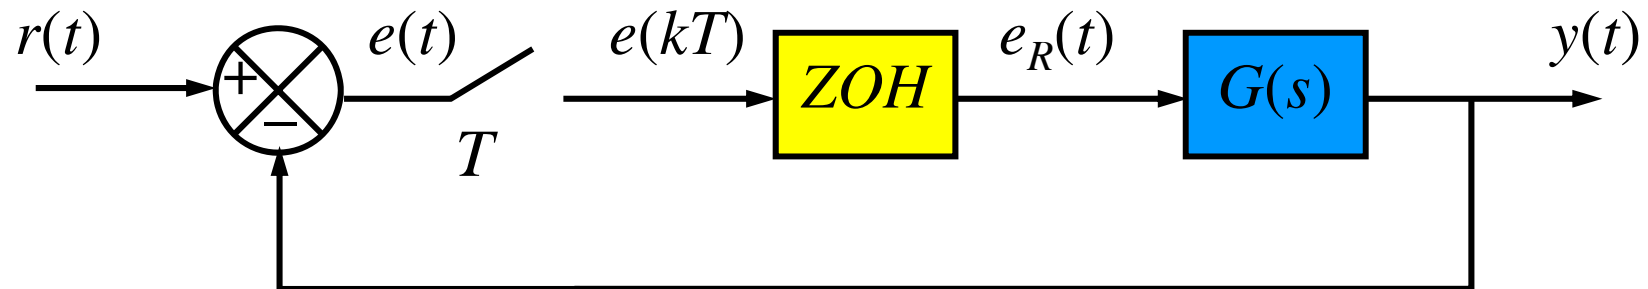 r(t)
e(t)
e(kT)
e_R(t)
y(t)
+
−
ZOH
G(s)
T